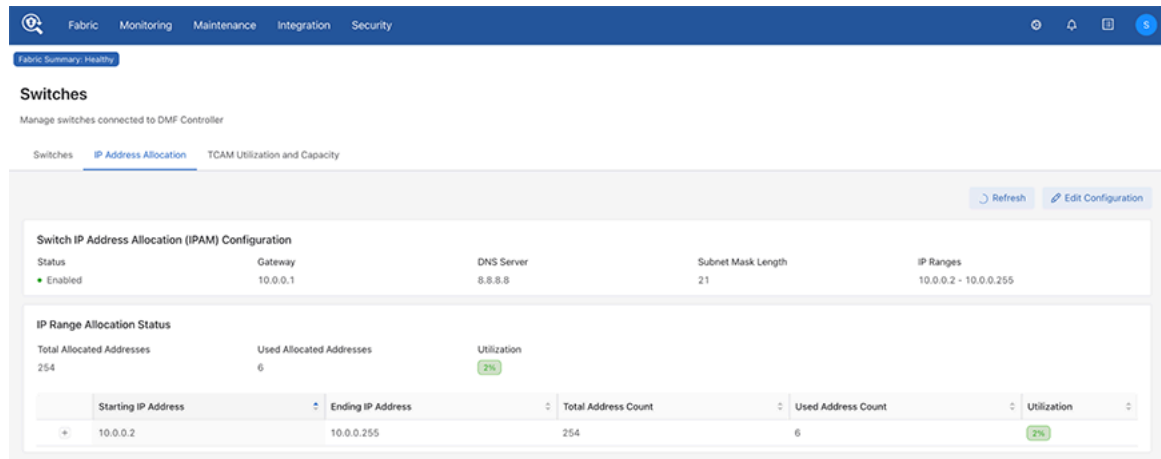 Fabric Monitoring Maintenance Integration Security S
Fabric Summary: Healthy
Switches
Manage switches connected to DMF Controller
Switches IP Address Allocation TCAM Utilization and Capacity
Refresh Edit Configuration
Switch IP Address Allocation (IPAM) Configuration
Status Gateway DNS Server Subnet Mask Length IP Ranges
Enabled 10.0.0.1 8.8.8.8 21 10.0.0.2 - 10.0.0.255
IP Range Allocation Status
Total Allocated Addresses Used Allocated Addresses Utilization
254 6 2%
Starting IP Address Ending IP Address Total Address Count Used Address Count Utilization
+ 10.0.0.2 10.0.0.255 254 6 2%